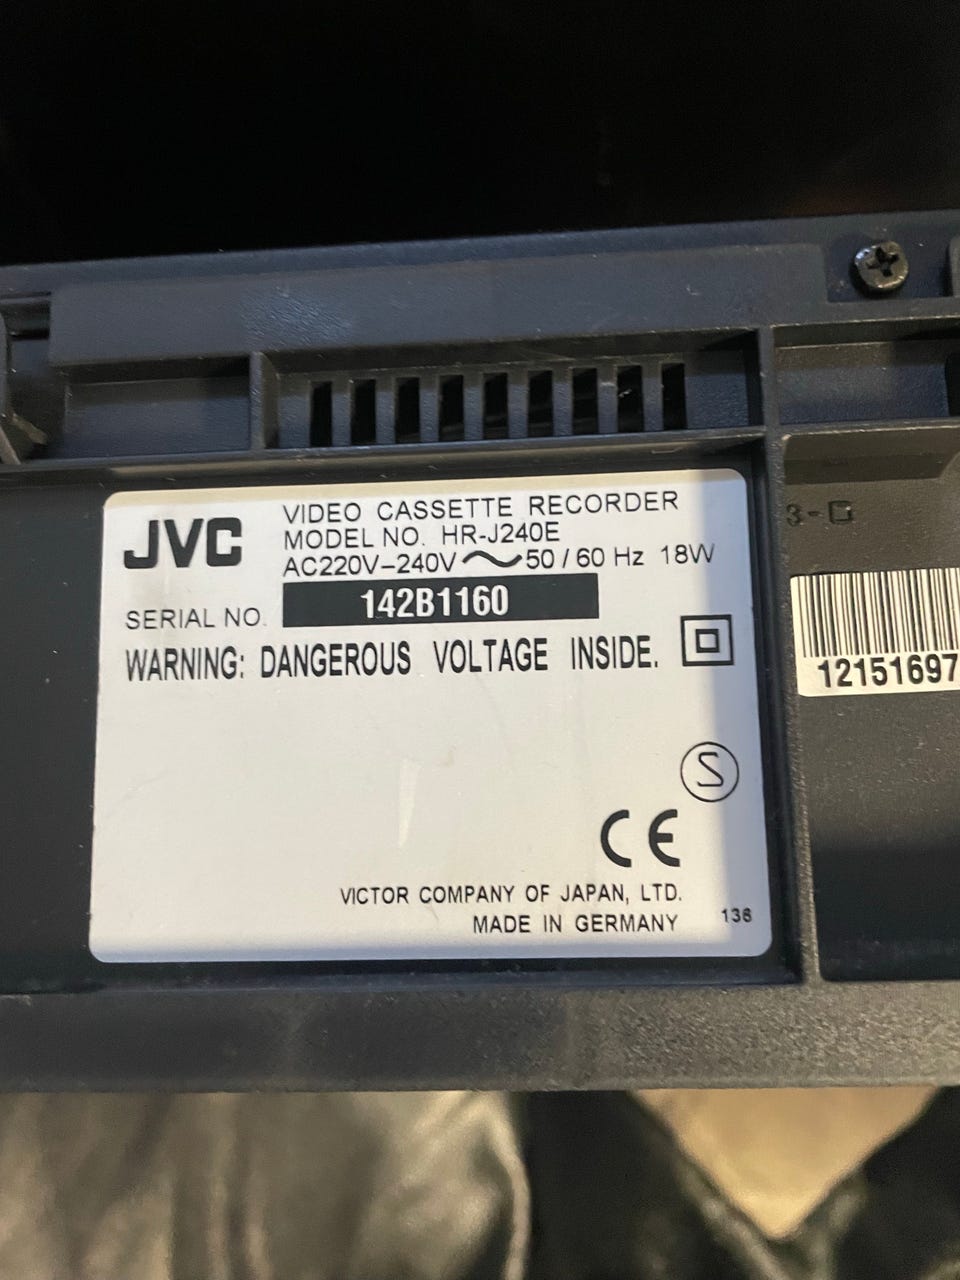 JVC
VIDEO CASSETTE RECORDER
MODEL NO. HR-J240E
AC220V–240V ~ 50 / 60 Hz 18W
SERIAL NO. 142B1160
WARNING: DANGEROUS VOLTAGE INSIDE.
S
CE
VICTOR COMPANY OF JAPAN, LTD.
MADE IN GERMANY
136
12151697